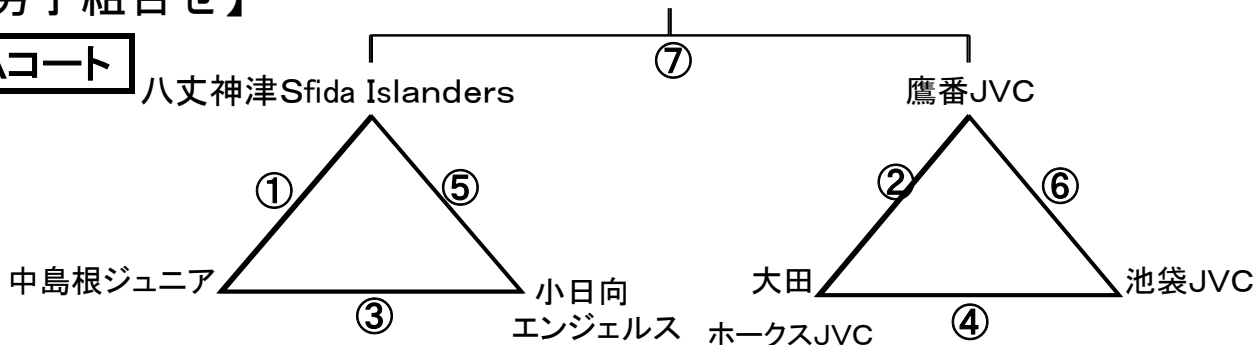 男子組合せ】
Aコート
⑦
八丈神津Sfida Islanders
鷹番JVC
①
⑤
②
⑥
中島根ジュニア
小日向
エンジェルス
大田
ホークスJVC
池袋JVC
③
④